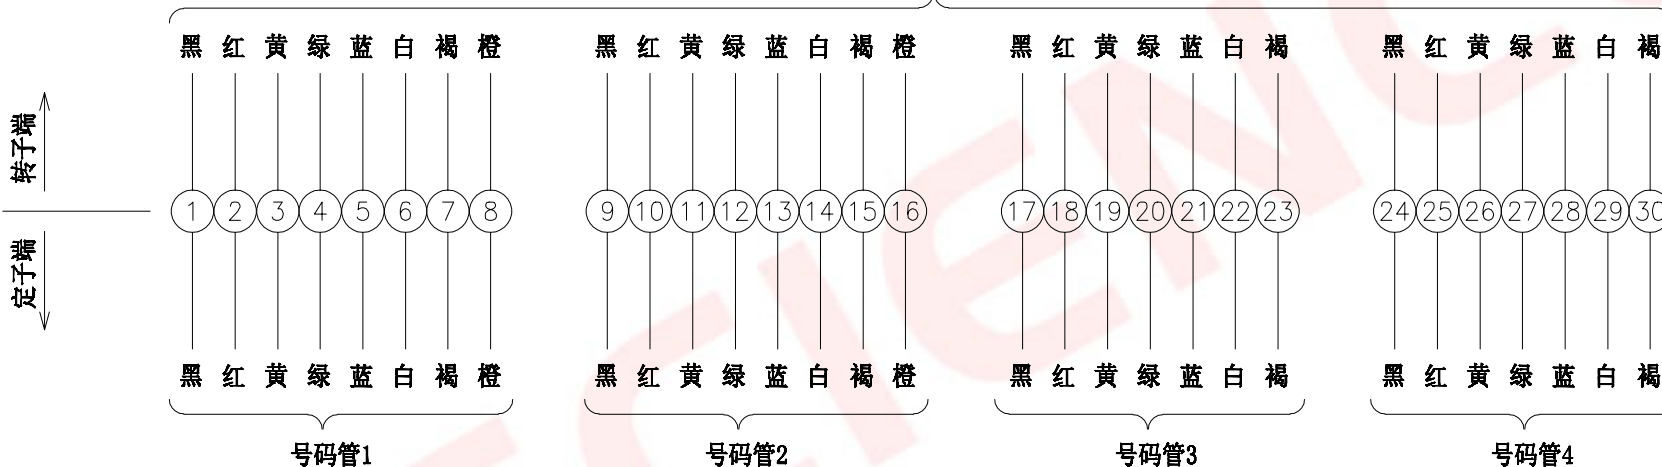 黑 红 黄 绿 蓝 白 褐 橙 黑 红 黄 绿 蓝 白 褐 橙 黑 红 黄 绿 蓝 白 褐 黑 红 黄 绿 蓝 白 褐
转子端
1 2 3 4 5 6 7 8 9 10 11 12 13 14 15 16 17 18 19 20 21 22 23 24 25 26 27 28 29 30
定子端
黑 红 黄 绿 蓝 白 褐 橙 黑 红 黄 绿 蓝 白 褐 橙 黑 红 黄 绿 蓝 白 褐 黑 红 黄 绿 蓝 白 褐
号码管1 号码管2 号码管3 号码管4